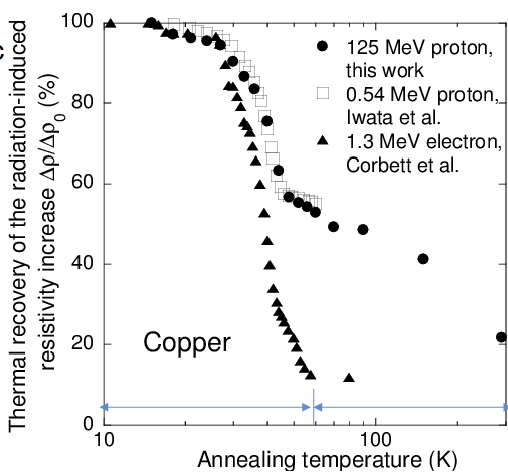 Thermal recovery of the radiation-induced
resistivity increase Δρ/Δρ0 (%)
100
80
60
40
20
0
125 MeV proton,
this work
0.54 MeV proton,
Iwata et al.
1.3 MeV electron,
Corbett et al.
Copper
10
100
Annealing temperature (K)